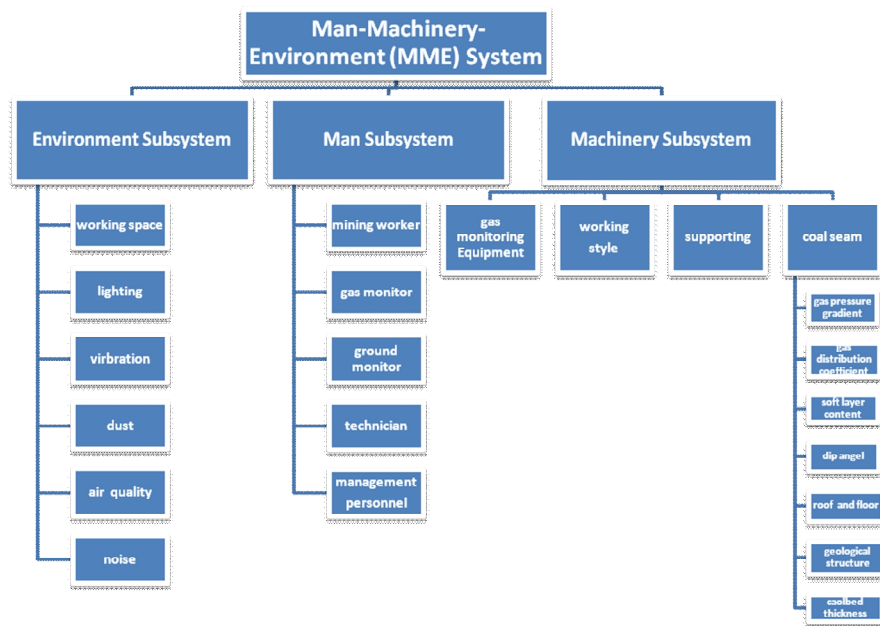 Man-Machinery-
Environment (MME) System
Environment Subsystem
Man Subsystem
Machinery Subsystem
working space
lighting
virbration
dust
air quality
noise
mining worker
gas monitor
ground
monitor
technician
management
personnel
gas
monitoring
Equipment
working
style
supporting
coal seam
gas pressure
gradient
gas
distribution
coefficient
soft layer
content
dip angel
roof and floor
geological
structure
caolbed
thickness